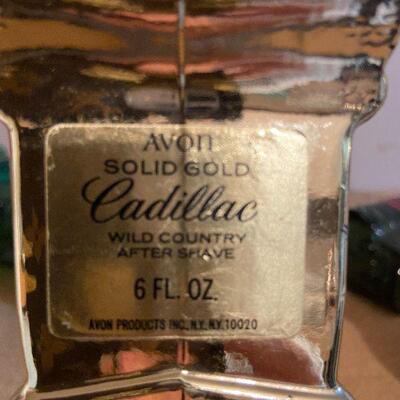 AVON
SOLID GOLD
Cadillac
WILD COUNTRY
AFTER SHAVE
6 FL. OZ.
AVON PRODUCTS INC., N.Y., N.Y. 10020